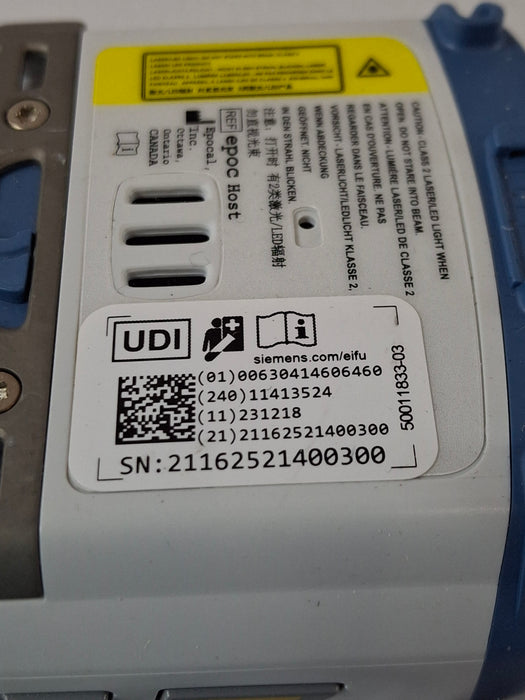 CAUTION - CLASS 2 LASER/LED LIGHT WHEN
OPEN. DO NOT STARE INTO BEAM.
ATTENTION - LUMIÈRE LASER/LED DE CLASSE 2
EN CAS D'OUVERTURE. NE PAS
REGARDER DANS LE FAISCEAU.
VORSICHT - LASERLICHT/LEDLICHT KLASSE 2,
WENN ABDECKUNG
GEÖFFNET. NICHT
IN DEN STRAHL BLICKEN.
注意: 打开时 有2类激光/LED辐射
勿直视光束
REF epoc Host
Epocal,
Inc.
Ottawa,
Ontario
CANADA
UDI
siemens.com/eifu
(01)00630414606460
(240)11413524
(11)231218
(21)21162521400300
SN:21162521400300
50011833-03